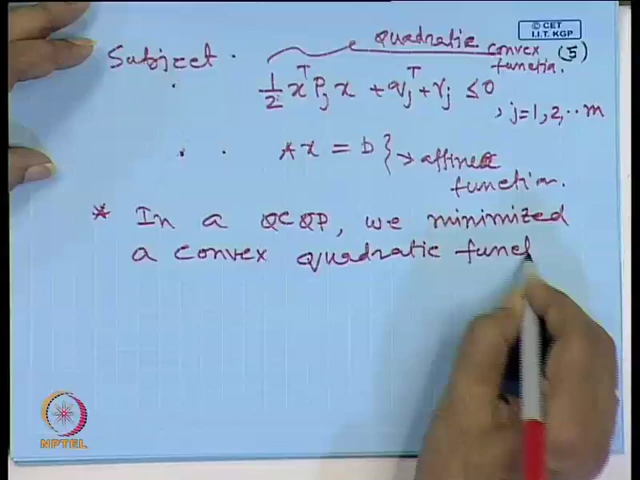 © CET
I.I.T. KGP
quadratic convex (5)
function.
Subject
1/2 x^T P_j x + q_j^T + r_j ≤ 0
, j=1,2,..m
Ax = b } → affine
function.
* In a QCQP, we minimized
a convex quadratic funct
NPTEL